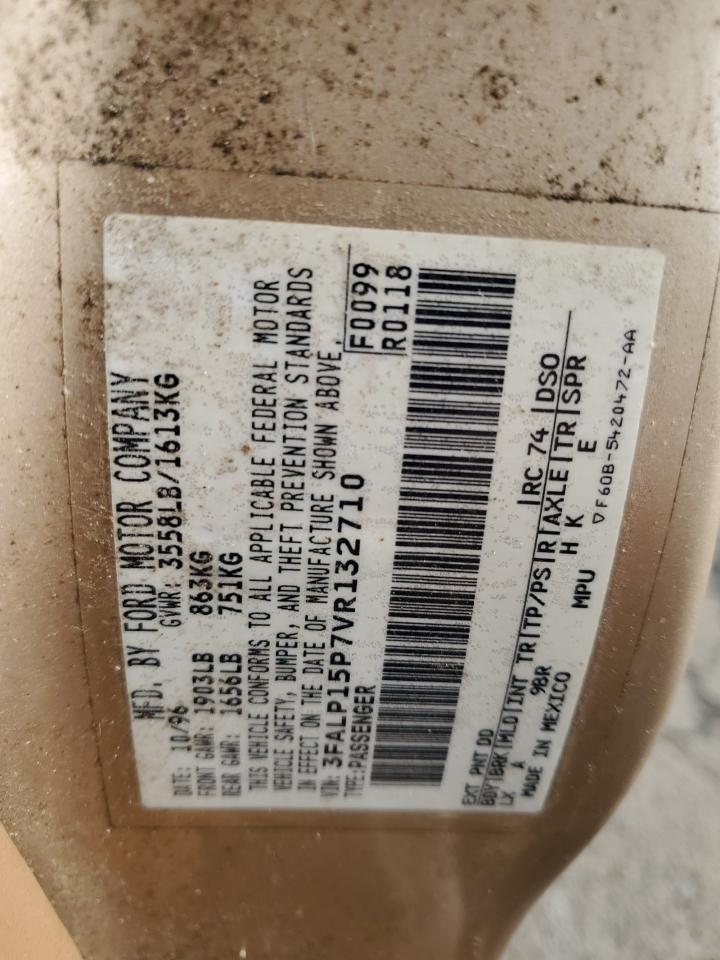 MFD. BY FORD MOTOR COMPANY
DATE: 10/96 GVWR: 3558LB/1613KG
FRONT GAWR: 1903LB 863KG
REAR GAWR: 1656LB 751KG
THIS VEHICLE CONFORMS TO ALL APPLICABLE FEDERAL MOTOR
VEHICLE SAFETY, BUMPER, AND THEFT PREVENTION STANDARDS
IN EFFECT ON THE DATE OF MANUFACTURE SHOWN ABOVE.
VIN: 3FALP15P7VR132710 F0099
TYPE: PASSENGER R0118
EXT PNT DD RC 74 DSO
BDY BRK MLD INT TR TP/PS R AXLE TR SPR
LX A 98R MPU H K E
MADE IN MEXICO
▽F60B-5420472-AA